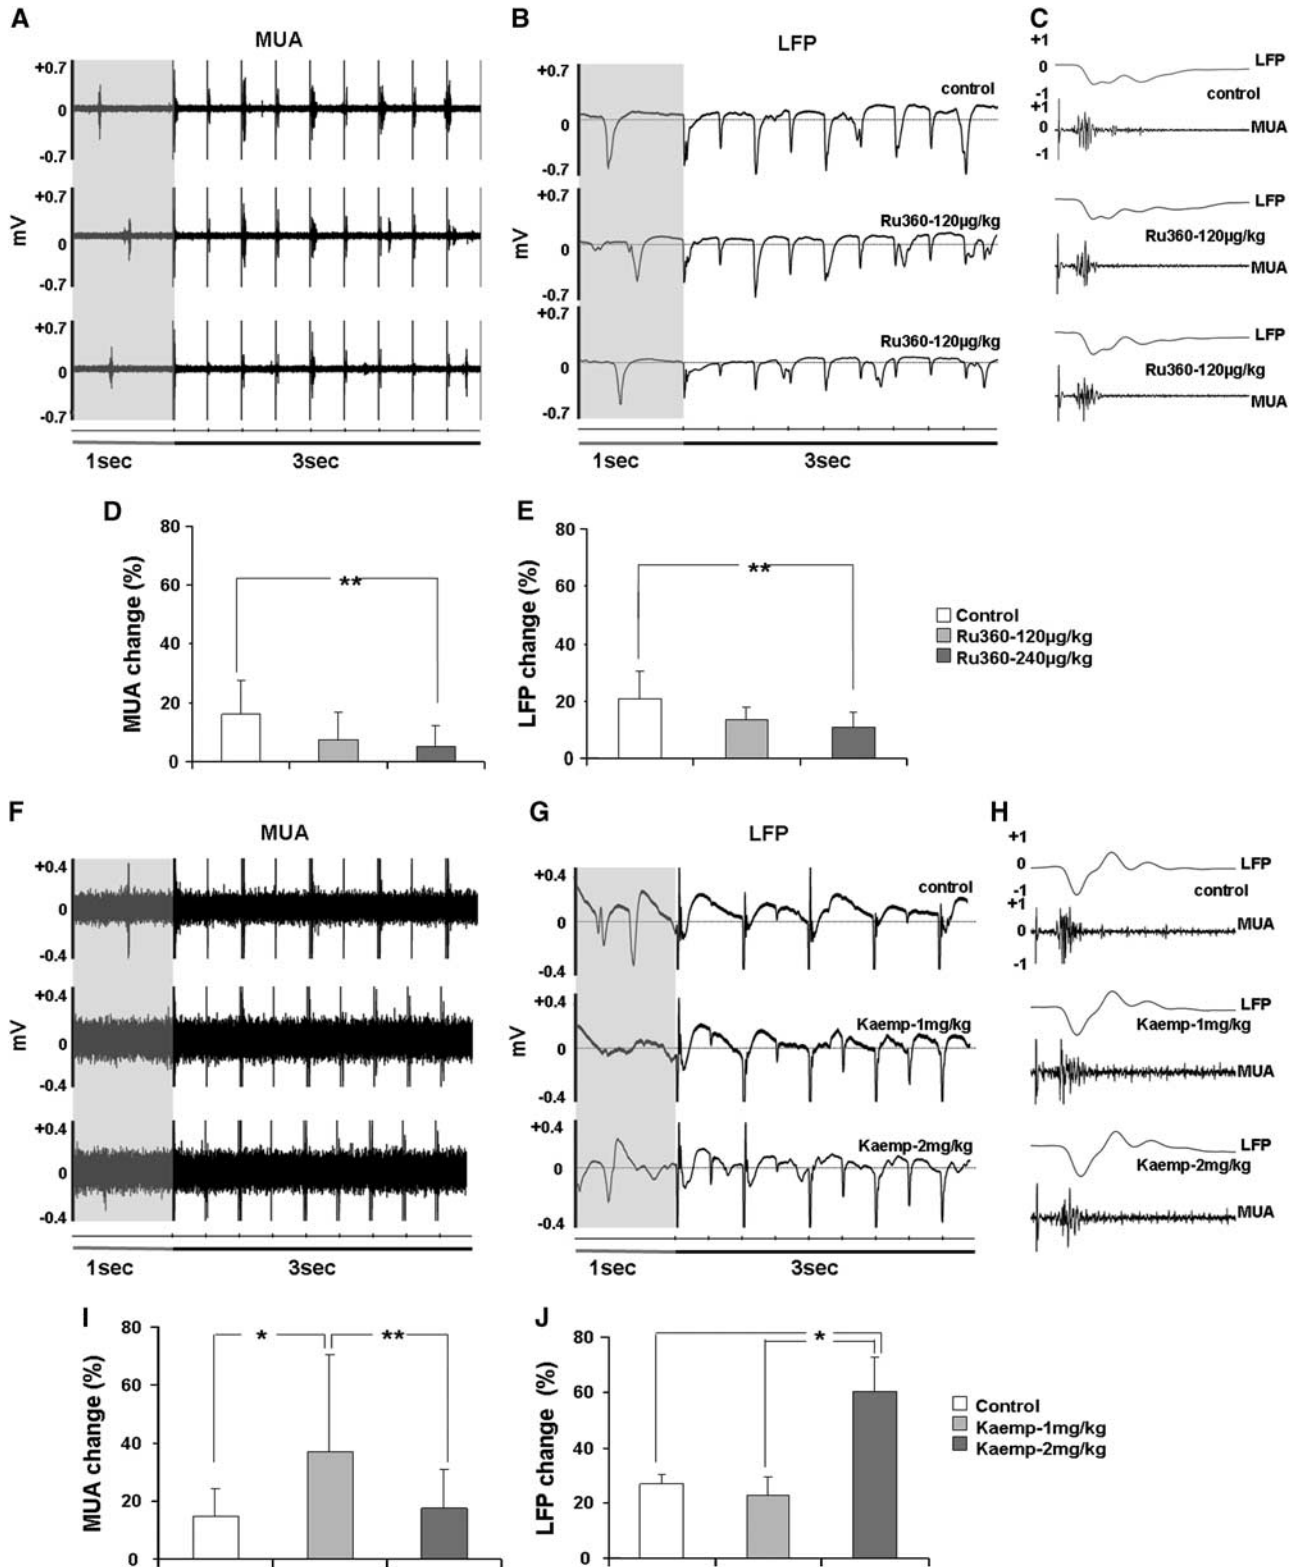 A
MUA
+0.7
0
-0.7
+0.7
0
-0.7
+0.7
0
-0.7
mV
1sec
3sec
B
LFP
+0.7
0
-0.7
+0.7
0
-0.7
+0.7
0
-0.7
mV
control
Ru360-120µg/kg
Ru360-120µg/kg
1sec
3sec
C
+1
0
-1
+1
0
-1
LFP
control
MUA
LFP
Ru360-120µg/kg
MUA
LFP
Ru360-120µg/kg
MUA
D
MUA change (%)
80
60
40
20
0
**
E
LFP change (%)
80
60
40
20
0
**
Control
Ru360-120µg/kg
Ru360-240µg/kg
F
MUA
+0.4
0
-0.4
+0.4
0
-0.4
+0.4
0
-0.4
mV
1sec
3sec
G
LFP
+0.4
0
-0.4
+0.4
0
-0.4
+0.4
0
-0.4
mV
control
Kaemp-1mg/kg
Kaemp-2mg/kg
1sec
3sec
H
+1
0
-1
+1
0
-1
LFP
control
MUA
LFP
Kaemp-1mg/kg
MUA
LFP
Kaemp-2mg/kg
MUA
I
MUA change (%)
80
60
40
20
0
*
**
J
LFP change (%)
80
60
40
20
0
*
Control
Kaemp-1mg/kg
Kaemp-2mg/kg